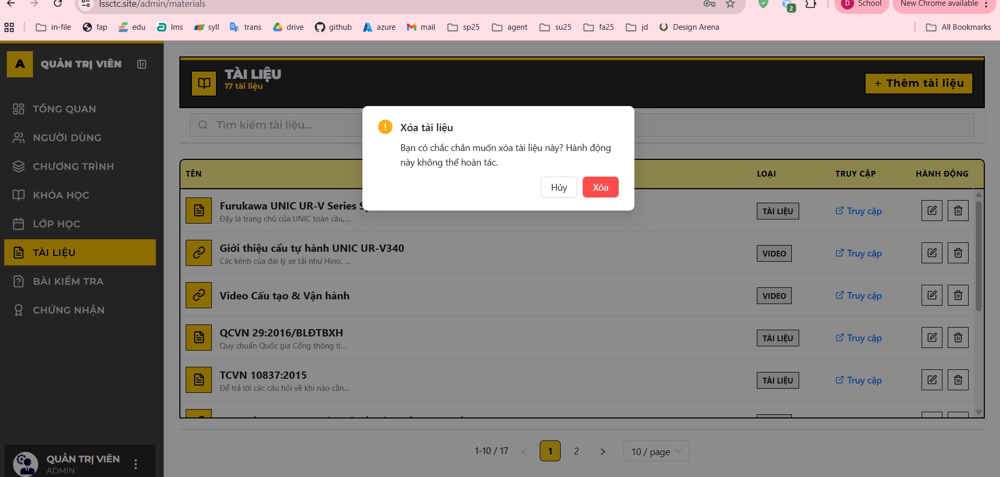 lssctc.site/admin/materials
2
D
School
New Chrome available
in-file
fap
edu
lms
syll
trans
drive
github
azure
mail
sp25
agent
su25
fa25
jd
Design Arena
All Bookmarks
A
QUẢN TRỊ VIÊN
TỔNG QUAN
NGƯỜI DÙNG
CHƯƠNG TRÌNH
KHÓA HỌC
LỚP HỌC
TÀI LIỆU
BÀI KIỂM TRA
CHỨNG NHẬN
QUẢN TRỊ VIÊN
ADMIN
TÀI LIỆU
17 tài liệu
+ Thêm tài liệu
Tìm kiếm tài liệu...
Xóa tài liệu
Bạn có chắc chắn muốn xóa tài liệu này? Hành động
này không thể hoàn tác.
Hủy
Xóa
TÊN
LOẠI
TRUY CẬP
HÀNH ĐỘNG
Furukawa UNIC UR-V Series
Đây là trang chủ của UNIC toàn cầu,...
TÀI LIỆU
Truy cập
Giới thiệu cẩu tự hành UNIC UR-V340
Các kênh của đại lý xe tải như Hino, ...
VIDEO
Truy cập
Video Cấu tạo & Vận hành
VIDEO
Truy cập
QCVN 29:2016/BLĐTBXH
Quy chuẩn Quốc gia Cổng thông ti...
TÀI LIỆU
Truy cập
TCVN 10837:2015
Để trả lời các câu hỏi về khi nào cần...
TÀI LIỆU
Truy cập
1-10 / 17
1
2
10 / page